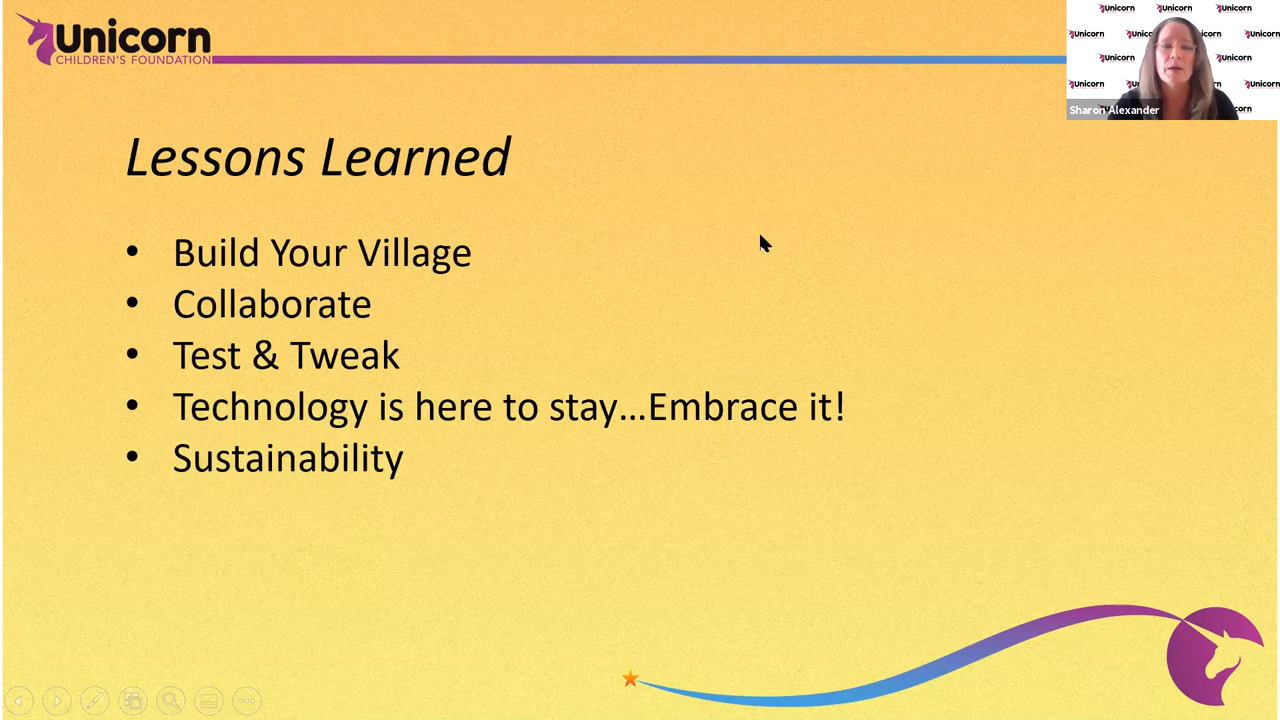 Unicorn
CHILDREN'S FOUNDATION
Unicorn Unicorn Unicorn
Unicorn Unicorn
Unicorn Unicorn
Unicorn Unicorn
Sharon Alexander
Lessons Learned
• Build Your Village
• Collaborate
• Test & Tweak
• Technology is here to stay...Embrace it!
• Sustainability